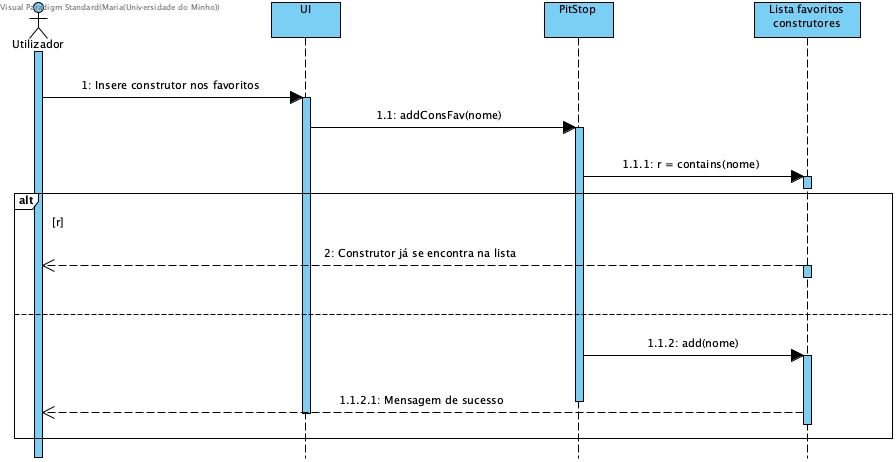 Visual Paradigm Standard(Maria(Universidade do Minho))
UI
PitStop
Lista favoritos
construtores
Utilizador
1: Insere construtor nos favoritos
1.1: addConsFav(nome)
1.1.1: r = contains(nome)
alt
[r]
2: Construtor já se encontra na lista
1.1.2: add(nome)
1.1.2.1: Mensagem de sucesso